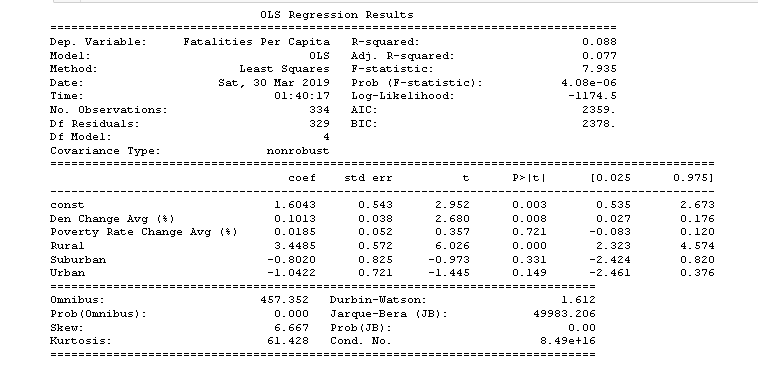 OLS Regression Results
==============================================================================
Dep. Variable: Fatalities Per Capita R-squared: 0.088
Model: OLS Adj. R-squared: 0.077
Method: Least Squares F-statistic: 7.935
Date: Sat, 30 Mar 2019 Prob (F-statistic): 4.08e-06
Time: 01:40:17 Log-Likelihood: -1174.5
No. Observations: 334 AIC: 2359.
Df Residuals: 329 BIC: 2378.
Df Model: 4
Covariance Type: nonrobust
==============================================================================================
coef std err t P>|t| [0.025 0.975]
----------------------------------------------------------------------------------------------
const 1.6043 0.543 2.952 0.003 0.535 2.673
Den Change Avg (%) 0.1013 0.038 2.680 0.008 0.027 0.176
Poverty Rate Change Avg (%) 0.0185 0.052 0.357 0.721 -0.083 0.120
Rural 3.4485 0.572 6.026 0.000 2.323 4.574
Suburban -0.8020 0.825 -0.973 0.331 -2.424 0.820
Urban -1.0422 0.721 -1.445 0.149 -2.461 0.376
==============================================================================
Omnibus: 457.352 Durbin-Watson: 1.612
Prob(Omnibus): 0.000 Jarque-Bera (JB): 49983.206
Skew: 6.667 Prob(JB): 0.00
Kurtosis: 61.428 Cond. No. 8.49e+16
==============================================================================